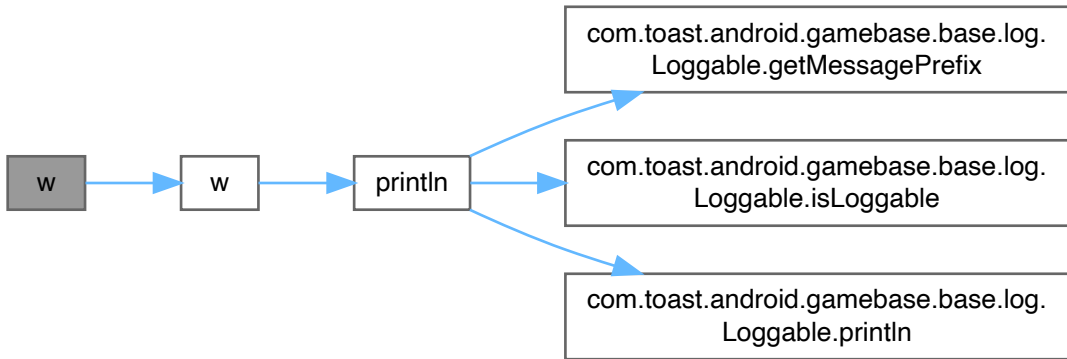 w
w
println
com.toast.android.gamebase.base.log.
Loggable.getMessagePrefix
com.toast.android.gamebase.base.log.
Loggable.isLoggable
com.toast.android.gamebase.base.log.
Loggable.println